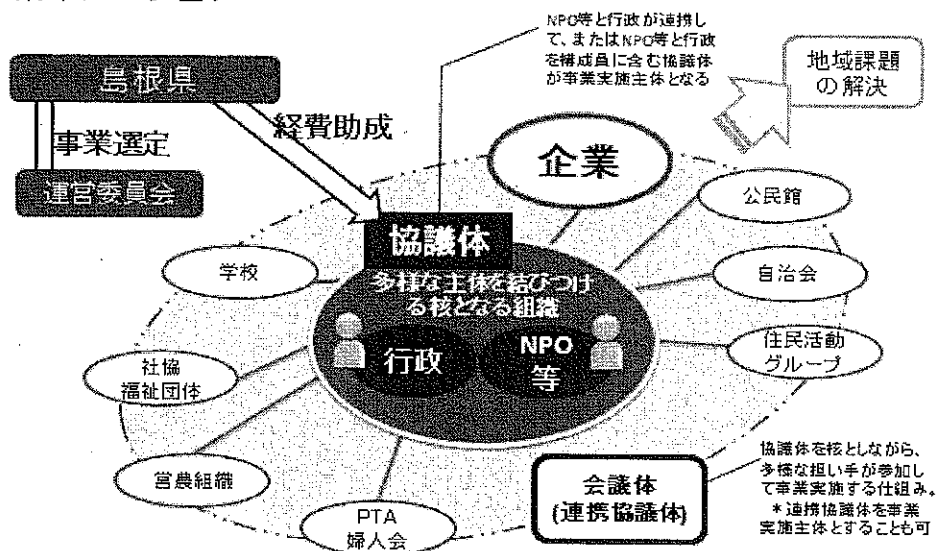 NPO等と行政が連携し
て、またはNPO等と行政
を構成員に含む協議体
が事業実施主体となる
地域課題
の解決
島根県
経費助成
事業選定
運営委員会
企業
公民館
協議体
学校
多様な主体を結びつけ
る核となる組織
自治会
行政
NPO
等
住民活動
グループ
社協
福祉団体
営農組織
PTA
婦人会
会議体
(連携協議体)
協議体を核としながら、
多様な担い手が参加し
て事業実施する仕組み。
*連携協議体を事業
実施主体とすることも可